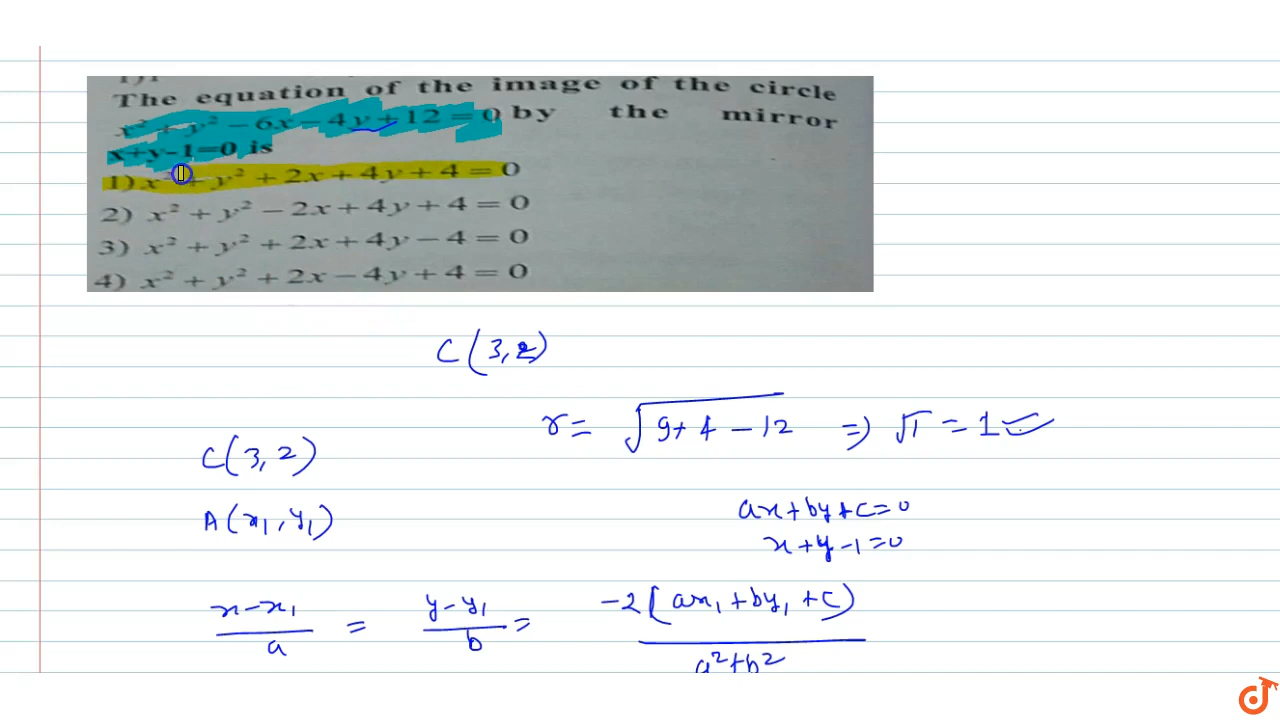 The equation of the image of the circle
x² + y² − 6x − 4y + 12 = 0 by the mirror
x+y-1=0 is
1) x² + y² + 2x + 4y + 4 = 0
2) x² + y² − 2x + 4y + 4 = 0
3) x² + y² + 2x + 4y − 4 = 0
4) x² + y² + 2x − 4y + 4 = 0
C(3,2)
r = √9+4−12 ⇒ √1 = 1
C(3,2)
A(x₁,y₁)
ax+by+c=0
x+y-1=0
x-x₁ / a = y-y₁ / b = -2(ax₁+by₁+c) / a²+b²